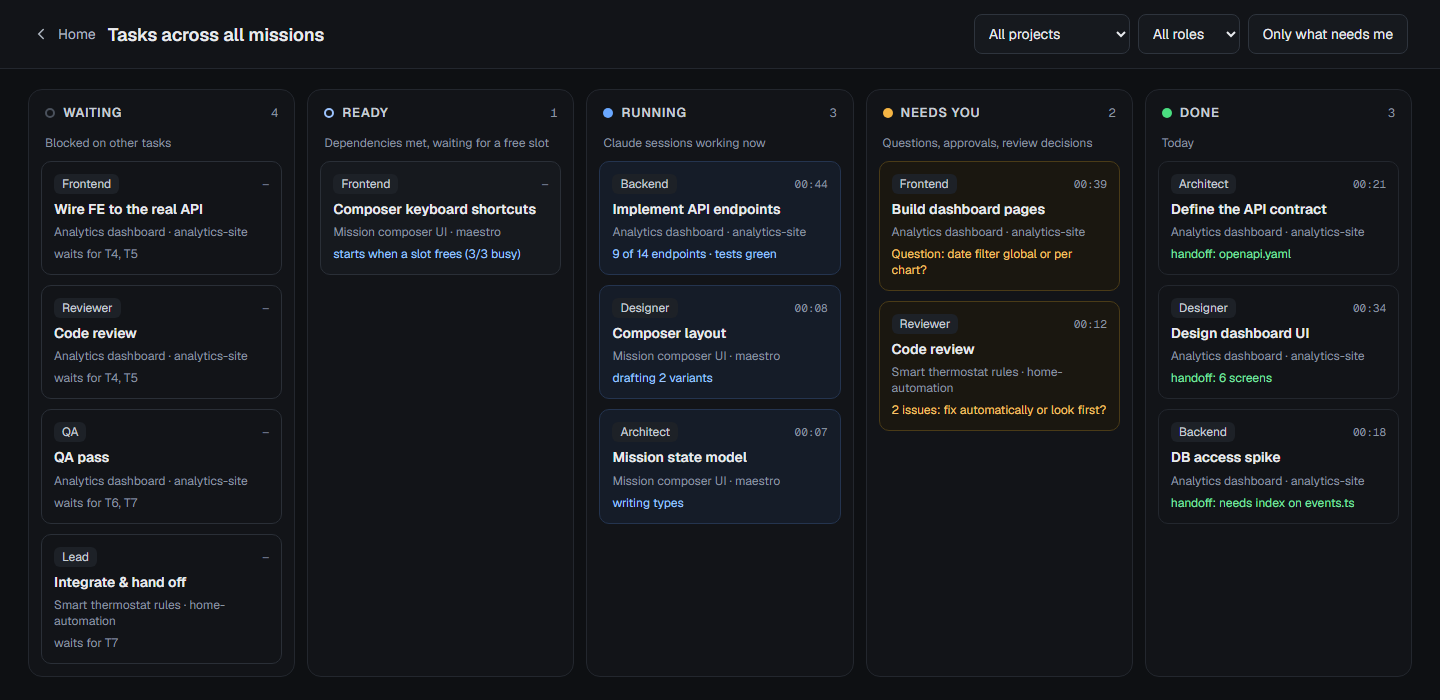 Home Tasks across all missions
All projects
All roles
Only what needs me
WAITING 4
Blocked on other tasks
Frontend –
Wire FE to the real API
Analytics dashboard · analytics-site
waits for T4, T5
Reviewer –
Code review
Analytics dashboard · analytics-site
waits for T4, T5
QA –
QA pass
Analytics dashboard · analytics-site
waits for T6, T7
Lead –
Integrate & hand off
Smart thermostat rules · home-
automation
waits for T7
READY 1
Dependencies met, waiting for a free slot
Frontend –
Composer keyboard shortcuts
Mission composer UI · maestro
starts when a slot frees (3/3 busy)
RUNNING 3
Claude sessions working now
Backend 00:44
Implement API endpoints
Analytics dashboard · analytics-site
9 of 14 endpoints · tests green
Designer 00:08
Composer layout
Mission composer UI · maestro
drafting 2 variants
Architect 00:07
Mission state model
Mission composer UI · maestro
writing types
NEEDS YOU 2
Questions, approvals, review decisions
Frontend 00:39
Build dashboard pages
Analytics dashboard · analytics-site
Question: date filter global or per
chart?
Reviewer 00:12
Code review
Smart thermostat rules · home-
automation
2 issues: fix automatically or look first?
DONE 3
Today
Architect 00:21
Define the API contract
Analytics dashboard · analytics-site
handoff: openapi.yaml
Designer 00:34
Design dashboard UI
Analytics dashboard · analytics-site
handoff: 6 screens
Backend 00:18
DB access spike
Analytics dashboard · analytics-site
handoff: needs index on events.ts